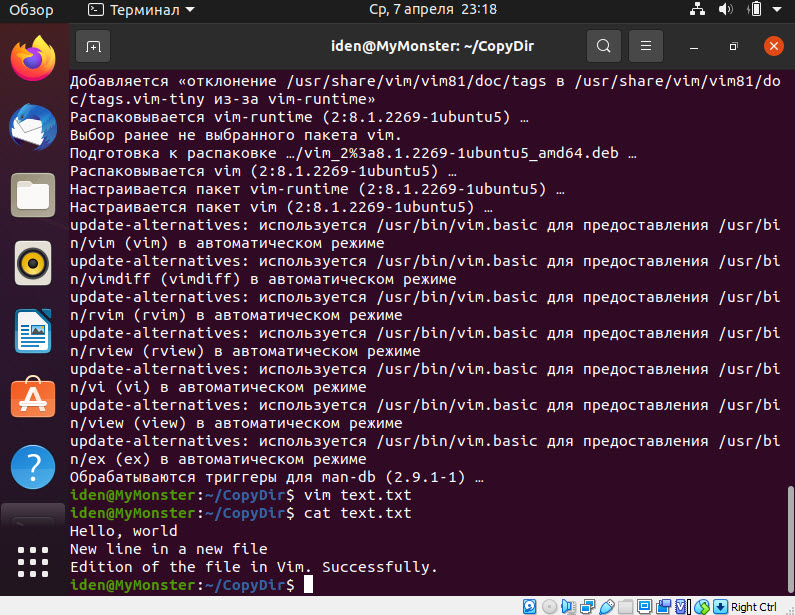 Обзор
Терминал
Ср, 7 апреля 23:18
iden@MyMonster: ~/CopyDir
Добавляется «отклонение /usr/share/vim/vim81/doc/tags в /usr/share/vim/vim81/do
c/tags.vim-tiny из-за vim-runtime»
Распаковывается vim-runtime (2:8.1.2269-1ubuntu5) …
Выбор ранее не выбранного пакета vim.
Подготовка к распаковке …/vim_2%3a8.1.2269-1ubuntu5_amd64.deb …
Распаковывается vim (2:8.1.2269-1ubuntu5) …
Настраивается пакет vim-runtime (2:8.1.2269-1ubuntu5) …
Настраивается пакет vim (2:8.1.2269-1ubuntu5) …
update-alternatives: используется /usr/bin/vim.basic для предоставления /usr/bi
n/vim (vim) в автоматическом режиме
update-alternatives: используется /usr/bin/vim.basic для предоставления /usr/bi
n/vimdiff (vimdiff) в автоматическом режиме
update-alternatives: используется /usr/bin/vim.basic для предоставления /usr/bi
n/rvim (rvim) в автоматическом режиме
update-alternatives: используется /usr/bin/vim.basic для предоставления /usr/bi
n/rview (rview) в автоматическом режиме
update-alternatives: используется /usr/bin/vim.basic для предоставления /usr/bi
n/vi (vi) в автоматическом режиме
update-alternatives: используется /usr/bin/vim.basic для предоставления /usr/bi
n/view (view) в автоматическом режиме
update-alternatives: используется /usr/bin/vim.basic для предоставления /usr/bi
n/ex (ex) в автоматическом режиме
Обрабатываются триггеры для man-db (2.9.1-1) …
iden@MyMonster:~/CopyDir$ vim text.txt
iden@MyMonster:~/CopyDir$ cat text.txt
Hello, world
New line in a new file
Edition of the file in Vim. Successfully.
iden@MyMonster:~/CopyDir$
Right Ctrl